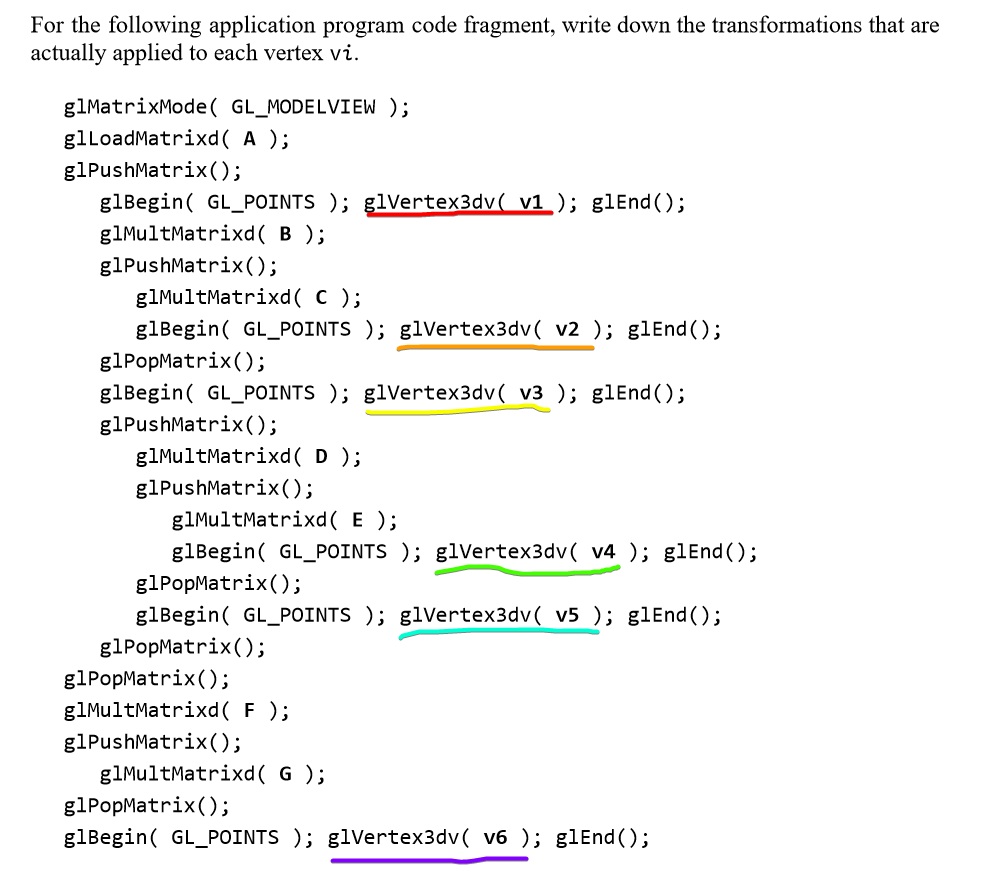 For the following application program code fragment, write down the transformations that are
actually applied to each vertex vi.
glMatrixMode( GL_MODELVIEW );
glLoadMatrixd( A );
glPushMatrix();
glBegin( GL_POINTS ); glVertex3dv( v1 ); glEnd();
glMultMatrixd( B );
glPushMatrix();
glMultMatrixd( C );
glBegin( GL_POINTS ); glVertex3dv( v2 ); glEnd();
glPopMatrix();
glBegin( GL_POINTS ); glVertex3dv( v3 ); glEnd();
glPushMatrix();
glMultMatrixd( D );
glPushMatrix();
glMultMatrixd( E );
glBegin( GL_POINTS ); glVertex3dv( v4 ); glEnd();
glPopMatrix();
glBegin( GL_POINTS ); glVertex3dv( v5 ); glEnd();
glPopMatrix();
glPopMatrix();
glMultMatrixd( F );
glPushMatrix();
glMultMatrixd( G );
glPopMatrix();
glBegin( GL_POINTS ); glVertex3dv( v6 ); glEnd();